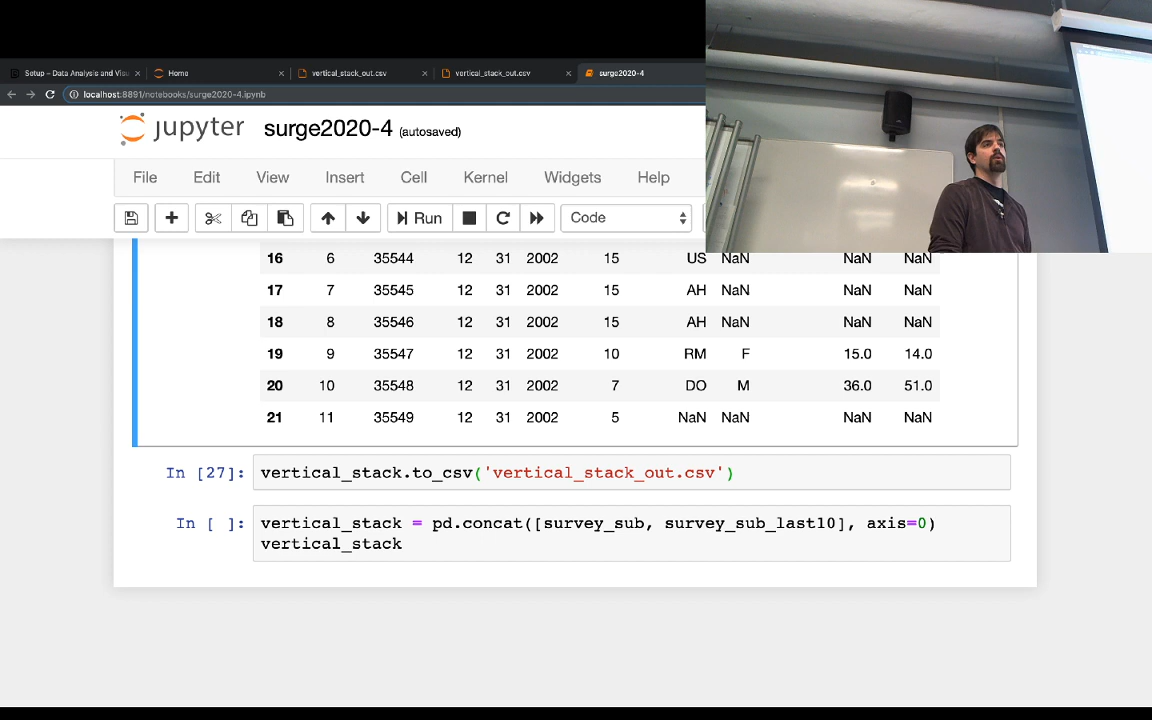 Setup – Data Analysis and Visu
Home
vertical_stack_out.csv
vertical_stack_out.csv
surge2020-4
localhost:8891/notebooks/surge2020-4.ipynb
jupyter surge2020-4 (autosaved)
File Edit View Insert Cell Kernel Widgets Help
Run Code
16 6 35544 12 31 2002 15 US NaN NaN NaN
17 7 35545 12 31 2002 15 AH NaN NaN NaN
18 8 35546 12 31 2002 15 AH NaN NaN NaN
19 9 35547 12 31 2002 10 RM F 15.0 14.0
20 10 35548 12 31 2002 7 DO M 36.0 51.0
21 11 35549 12 31 2002 5 NaN NaN NaN NaN
In [27]: vertical_stack.to_csv('vertical_stack_out.csv')
In [ ]: vertical_stack = pd.concat([survey_sub, survey_sub_last10], axis=0)
vertical_stack